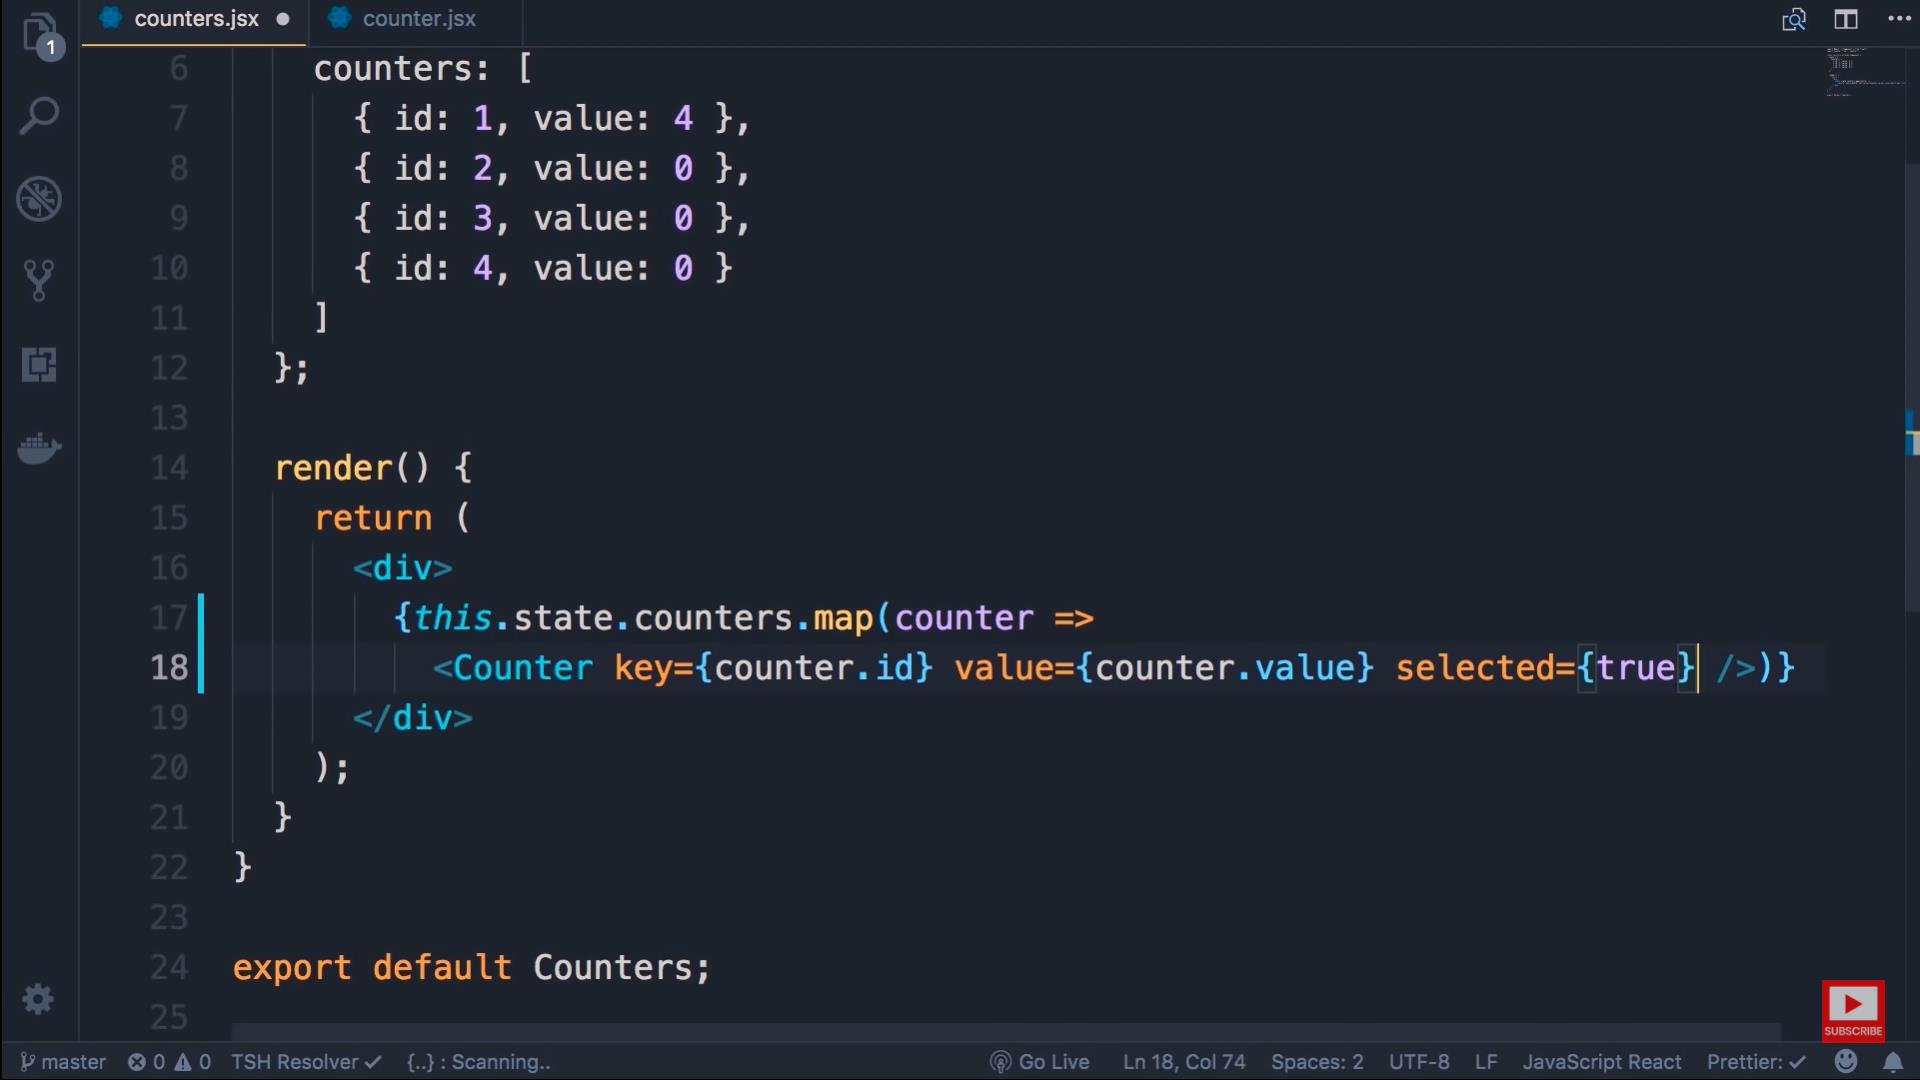 counters.jsx ● counter.jsx
1
6 counters: [
7 { id: 1, value: 4 },
8 { id: 2, value: 0 },
9 { id: 3, value: 0 },
10 { id: 4, value: 0 }
11 ]
12 };
13
14 render() {
15 return (
16 <div>
17 {this.state.counters.map(counter =>
18 <Counter key={counter.id} value={counter.value} selected={true} />)}
19 </div>
20 );
21 }
22 }
23
24 export default Counters;
25
SUBSCRIBE
master 0 0 TSH Resolver ✓ {..} : Scanning.. Go Live Ln 18, Col 74 Spaces: 2 UTF-8 LF JavaScript React Prettier: ✓